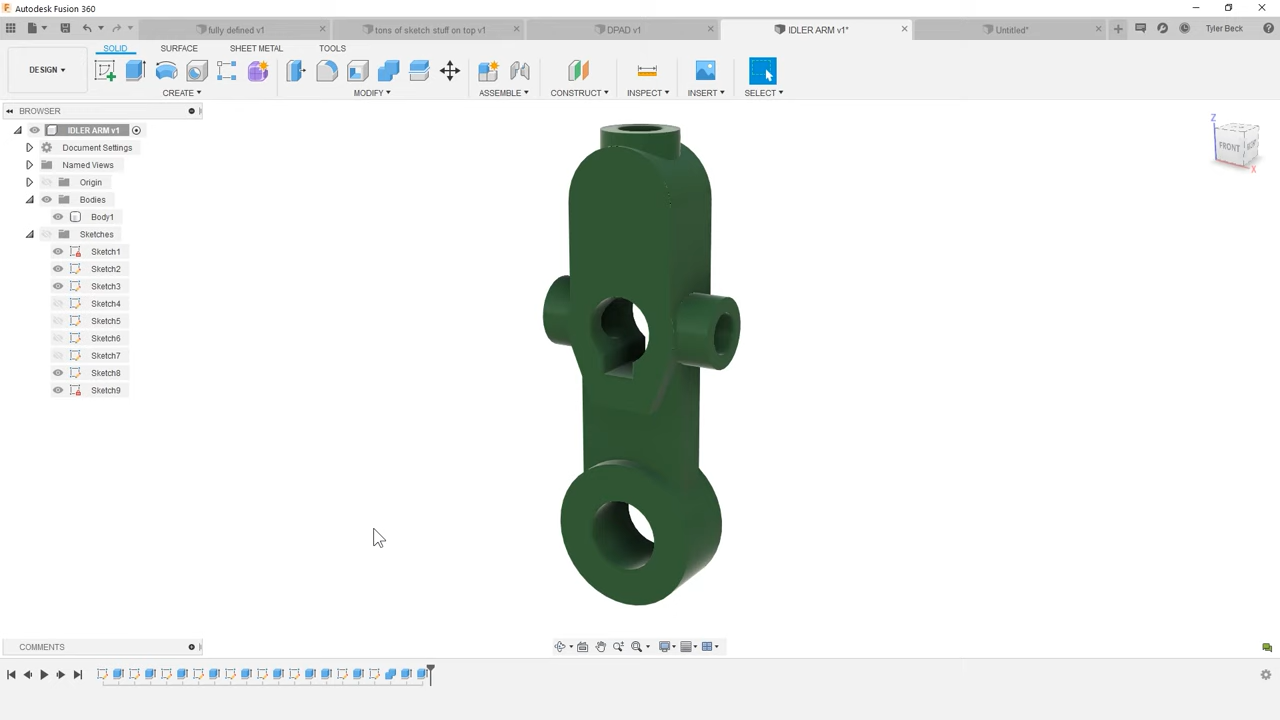 Autodesk Fusion 360
fully defined v1
tons of sketch stuff on top v1
DPAD v1
IDLER ARM v1*
Untitled*
Tyler Beck
DESIGN
SOLID
SURFACE
SHEET METAL
TOOLS
CREATE
MODIFY
ASSEMBLE
CONSTRUCT
INSPECT
INSERT
SELECT
BROWSER
IDLER ARM v1
Document Settings
Named Views
Origin
Bodies
Body1
Sketches
Sketch1
Sketch2
Sketch3
Sketch4
Sketch5
Sketch6
Sketch7
Sketch8
Sketch9
Z
FRONT
X
COMMENTS